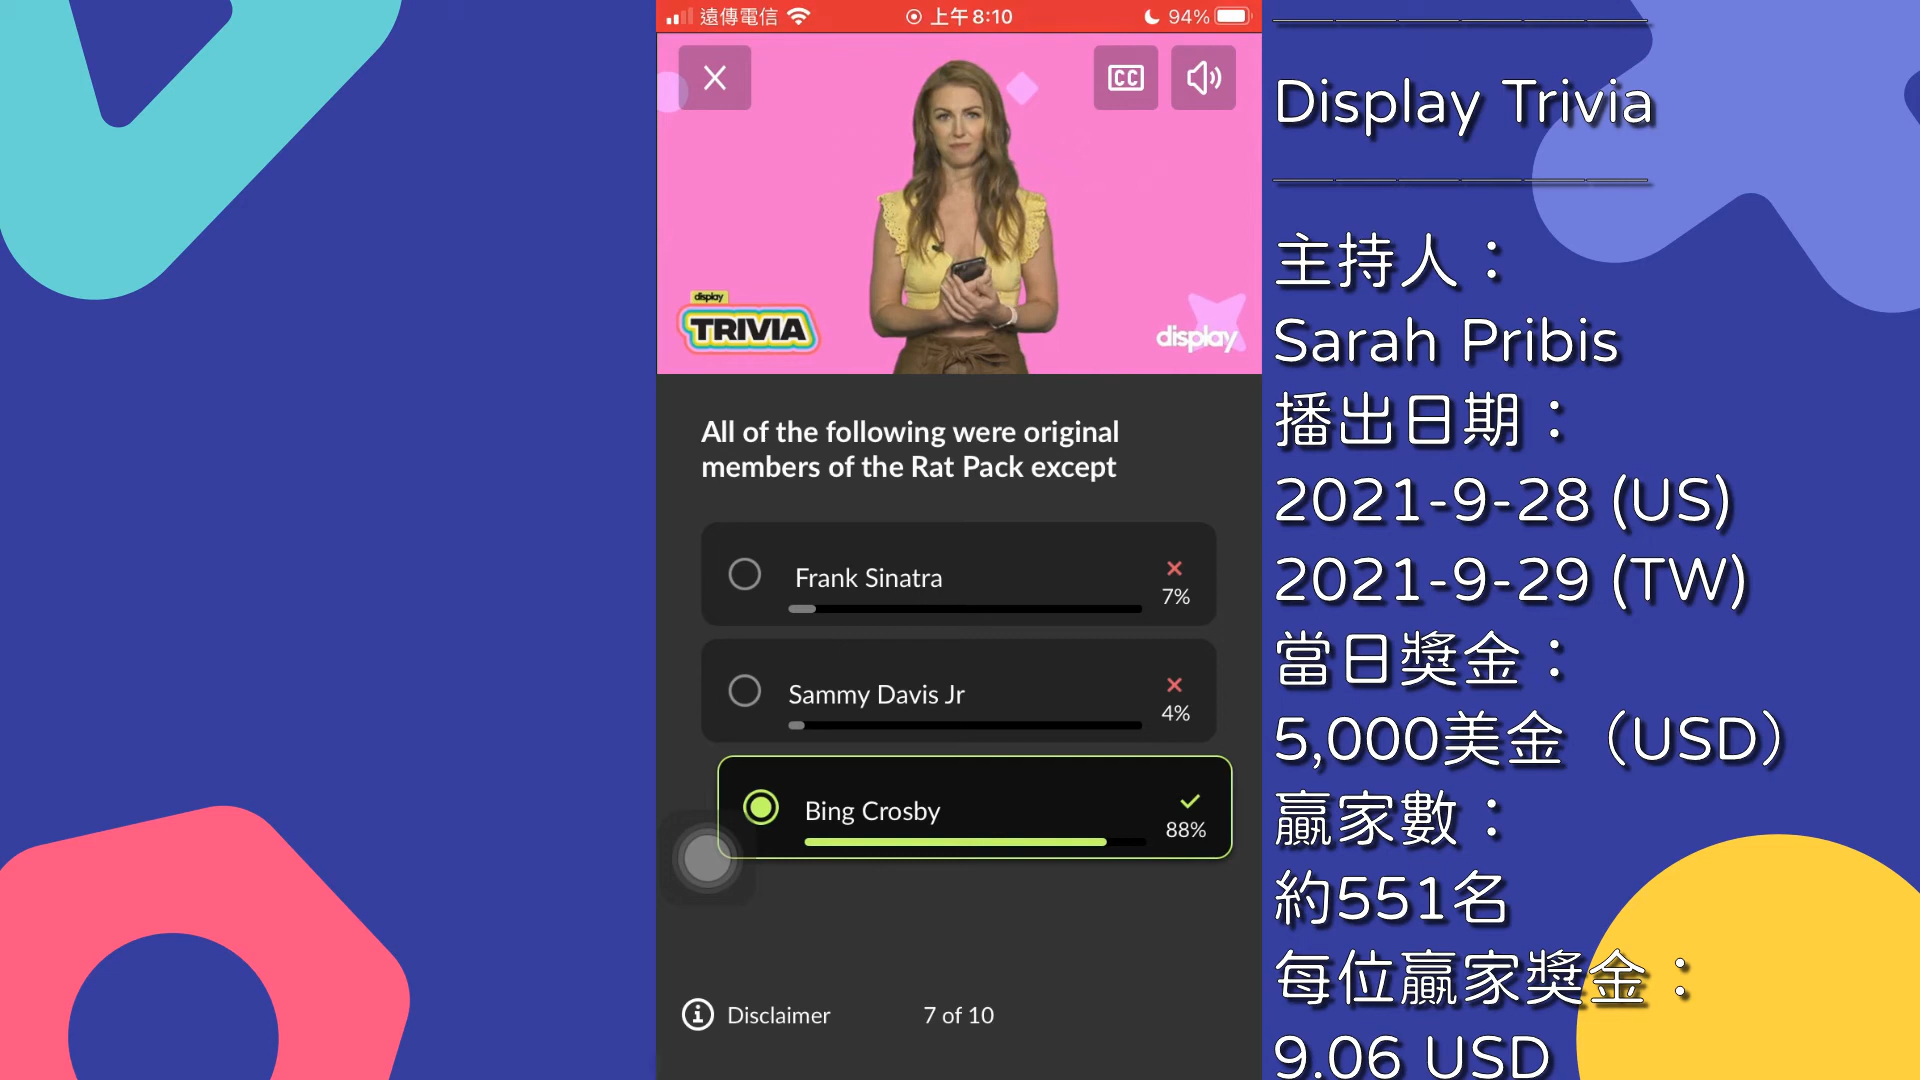 遠傳電信
上午8:10
94%
CC
display
TRIVIA
display
All of the following were original
members of the Rat Pack except
Frank Sinatra
7%
Sammy Davis Jr
4%
Bing Crosby
88%
Disclaimer
7 of 10
Display Trivia
主持人：
Sarah Pribis
播出日期：
2021-9-28 (US)
2021-9-29 (TW)
當日獎金：
5,000美金（USD）
贏家數：
約551名
每位贏家獎金：
9.06 USD